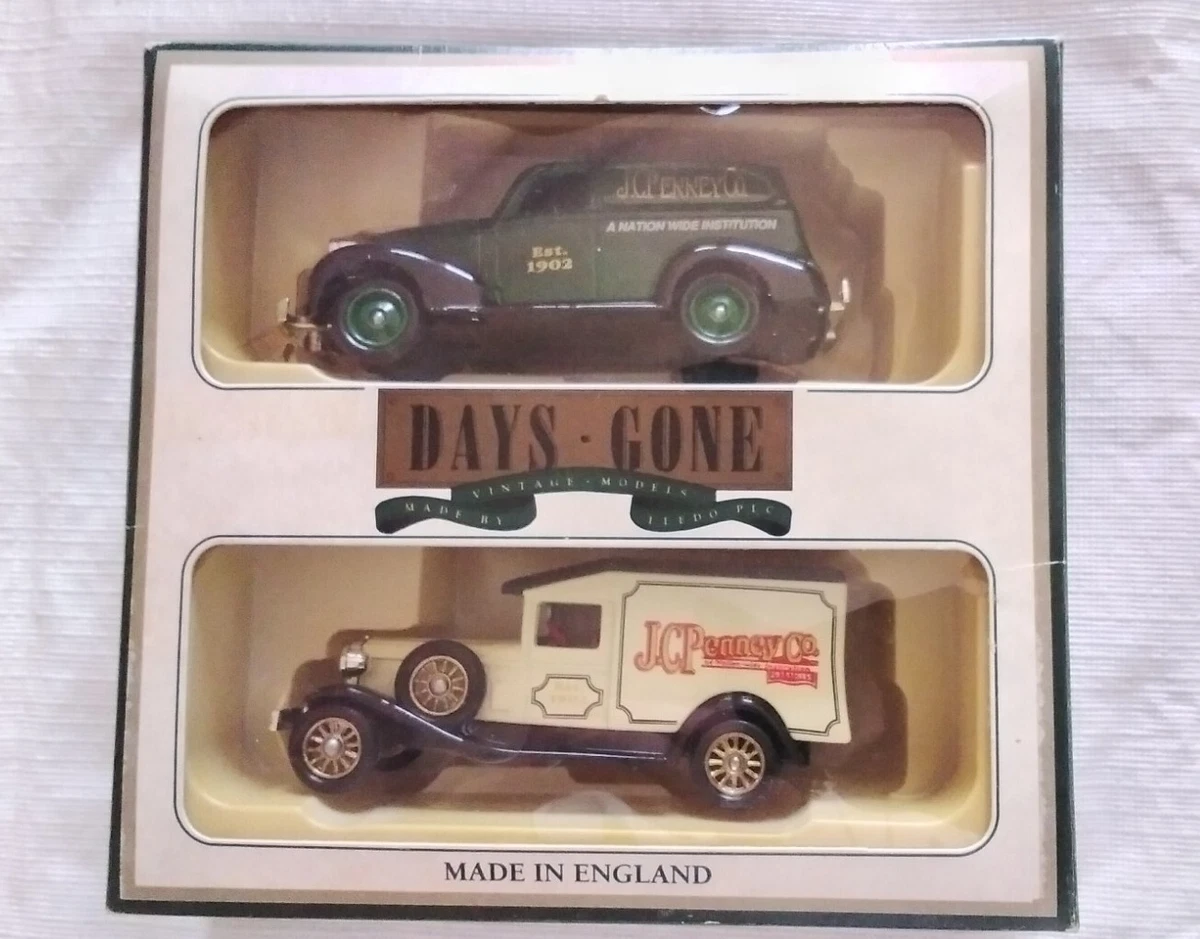 J.C.PENNEY CO
A NATION WIDE INSTITUTION
Est.
1902
DAYS · GONE
VINTAGE · MODELS
MADE BY LLEDO PLC
J.C.Penney Co.
MADE IN ENGLAND